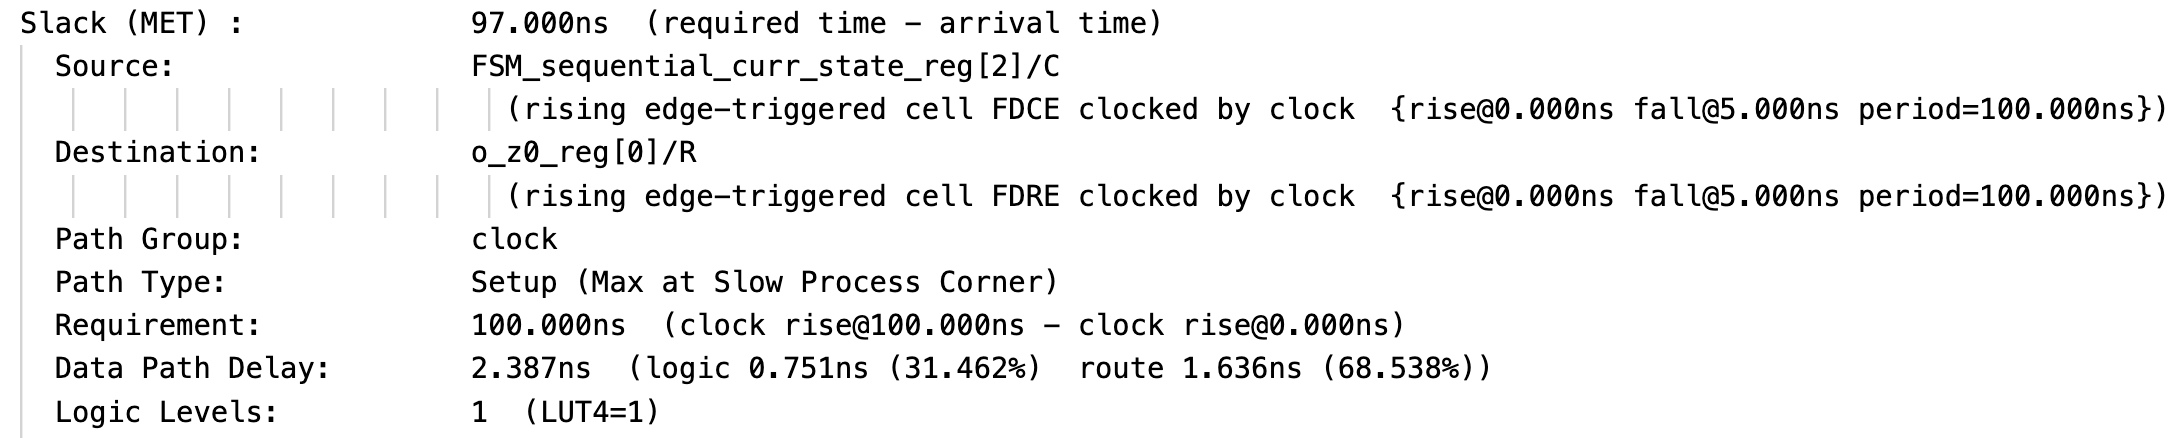 Slack (MET) :             97.000ns  (required time - arrival time)
  Source:                 FSM_sequential_curr_state_reg[2]/C
                            (rising edge-triggered cell FDCE clocked by clock  {rise@0.000ns fall@5.000ns period=100.000ns})
  Destination:            o_z0_reg[0]/R
                            (rising edge-triggered cell FDRE clocked by clock  {rise@0.000ns fall@5.000ns period=100.000ns})
  Path Group:             clock
  Path Type:              Setup (Max at Slow Process Corner)
  Requirement:            100.000ns  (clock rise@100.000ns - clock rise@0.000ns)
  Data Path Delay:        2.387ns  (logic 0.751ns (31.462%)  route 1.636ns (68.538%))
  Logic Levels:           1  (LUT4=1)